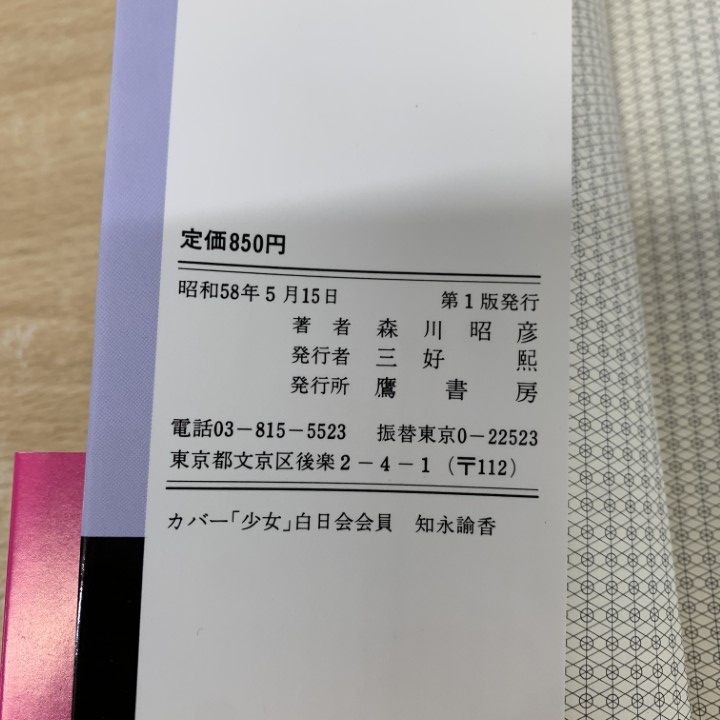 定価850円
昭和58年5月15日 第1版発行
著者 森川昭彦
発行者 三好熙
発行所 鷹書房
電話03-815-5523 振替東京0-22523
東京都文京区後楽2-4-1(〒112)
カバー「少女」白日会会員 知永諭香